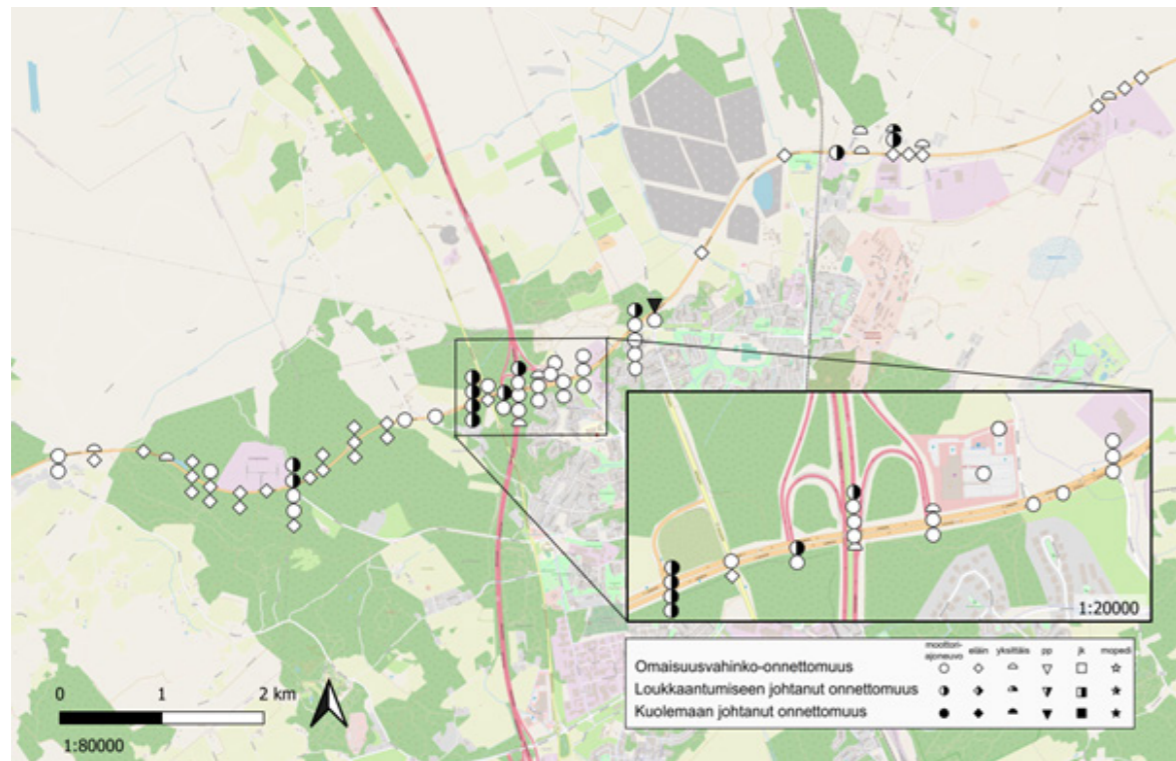 1:20000
moottori-
ajoneuvo eläin yksittäis pp jk mopedi
Omaisuusvahinko-onnettomuus
Loukkaantumiseen johtanut onnettomuus
Kuolemaan johtanut onnettomuus
0 1 2 km
1:80000